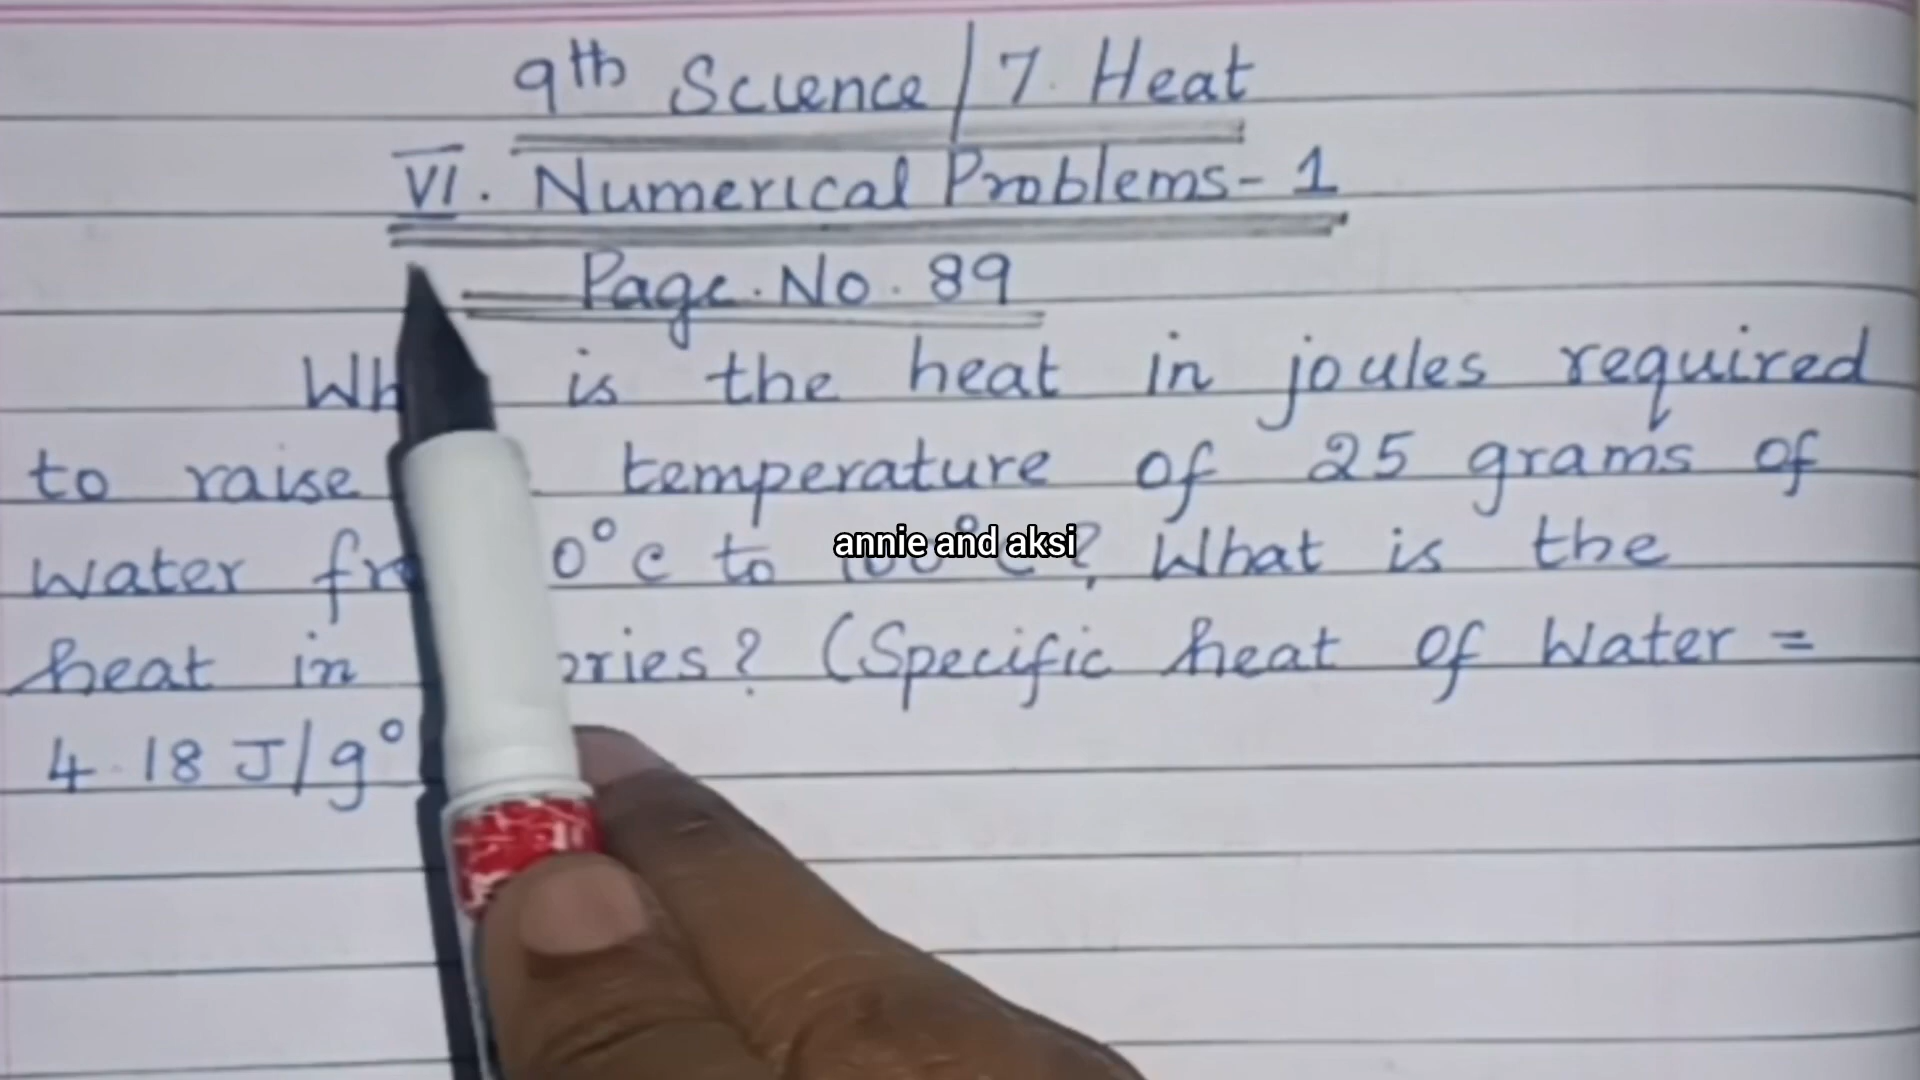 9th Science / 7. Heat
VI. Numerical Problems - 1
Page. No. 89
is the heat in joules required
to raise temperature of 25 grams of
water 0°c to 100°C? What is the
annie and aksi
heat in ories? (Specific heat of Water =
4.18 J/g°